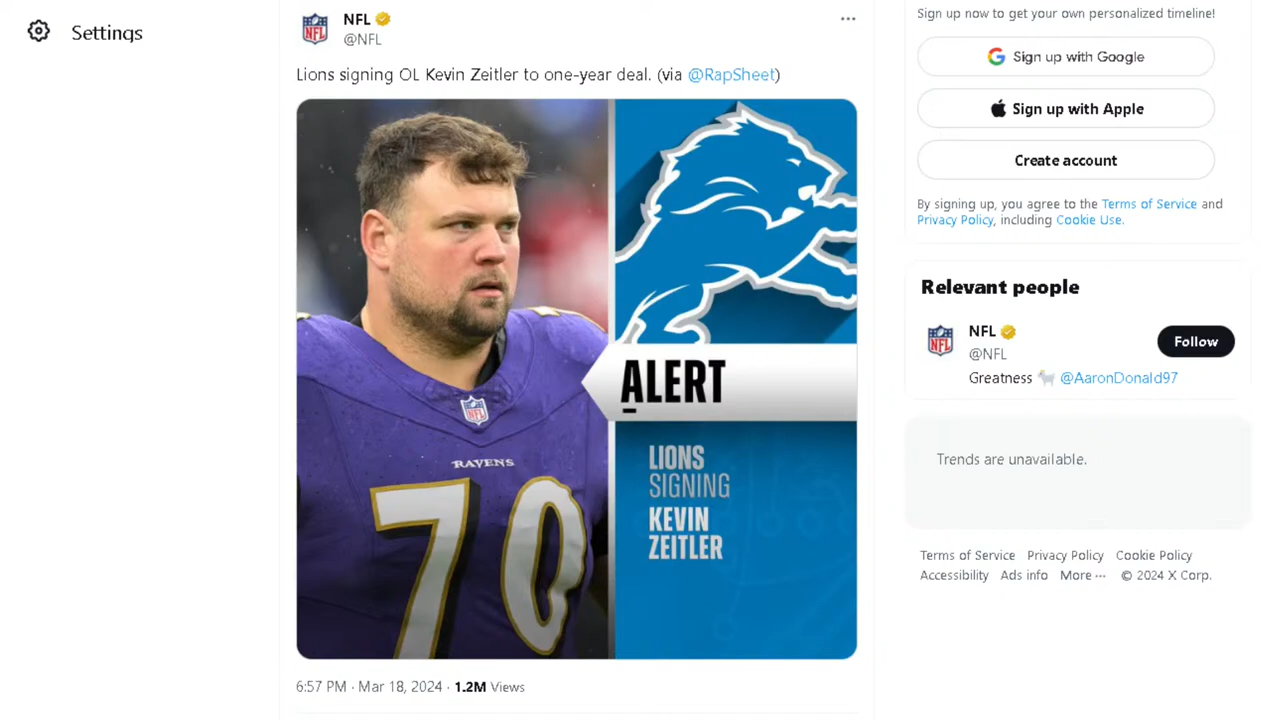 Settings
NFL
@NFL
Lions signing OL Kevin Zeitler to one-year deal. (via @RapSheet)
RAVENS
70
ALERT
LIONS
SIGNING
KEVIN
ZEITLER
6:57 PM · Mar 18, 2024 · 1.2M Views
Sign up now to get your own personalized timeline!
Sign up with Google
Sign up with Apple
Create account
By signing up, you agree to the Terms of Service and
Privacy Policy, including Cookie Use.
Relevant people
NFL
@NFL
Follow
Greatness 🐐 @AaronDonald97
Trends are unavailable.
Terms of Service Privacy Policy Cookie Policy
Accessibility Ads info More ··· © 2024 X Corp.